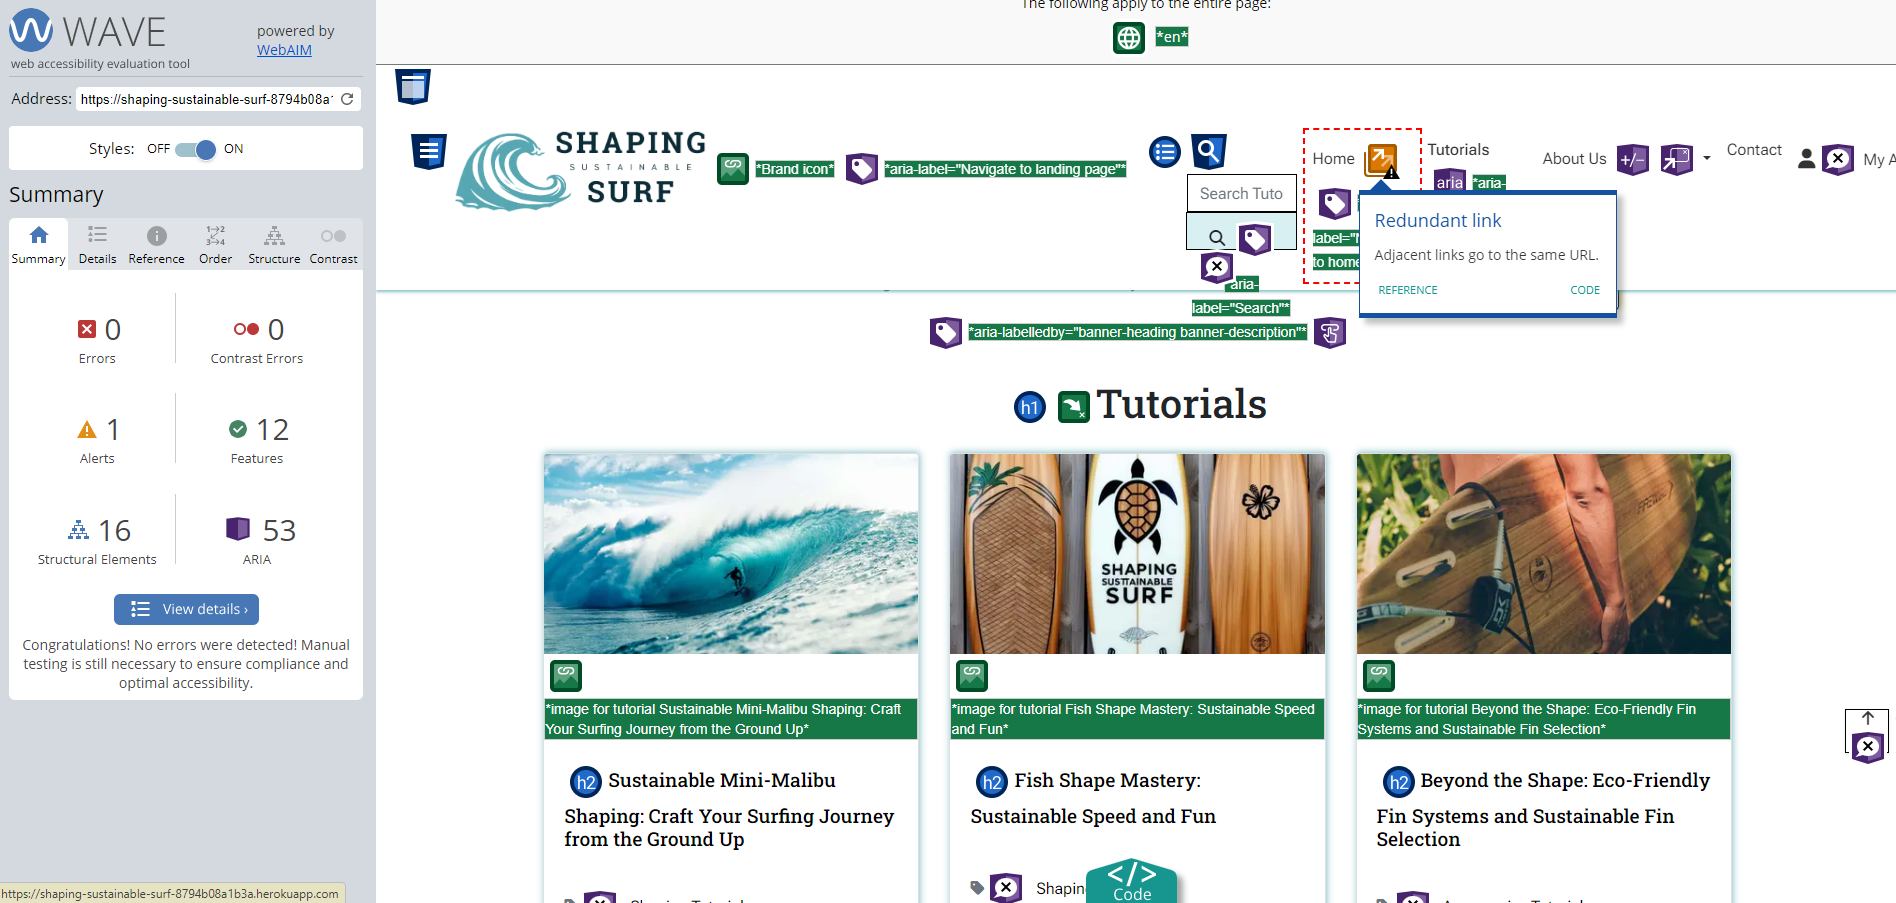 WAVE
powered by
WebAIM
web accessibility evaluation tool
Address: https://shaping-sustainable-surf-8794b08a1
Styles: OFF ON
Summary
Summary Details Reference Order Structure Contrast
0
Errors
0
Contrast Errors
1
Alerts
12
Features
16
Structural Elements
53
ARIA
View details ›
Congratulations! No errors were detected! Manual
testing is still necessary to ensure compliance and
optimal accessibility.
https://shaping-sustainable-surf-8794b08a1b3a.herokuapp.com
The following apply to the entire page:
*en*
SHAPING
SUSTAINABLE
SURF
*Brand icon*
*aria-label="Navigate to landing page"*
Search Tuto
aria-
label="Search"*
Home
label="
to home
Tutorials
aria *aria-
About Us
+/-
Contact
My A
Redundant link
Adjacent links go to the same URL.
REFERENCE CODE
*aria-labelledby="banner-heading banner-description"*
h1 Tutorials
*image for tutorial Sustainable Mini-Malibu Shaping: Craft
Your Surfing Journey from the Ground Up*
h2 Sustainable Mini-Malibu
Shaping: Craft Your Surfing Journey
from the Ground Up
SHAPING
SUSTTAINABLE
SURF
*image for tutorial Fish Shape Mastery: Sustainable Speed
and Fun*
h2 Fish Shape Mastery:
Sustainable Speed and Fun
Shapin
*image for tutorial Beyond the Shape: Eco-Friendly Fin
Systems and Sustainable Fin Selection*
h2 Beyond the Shape: Eco-Friendly
Fin Systems and Sustainable Fin
Selection
</>
Code